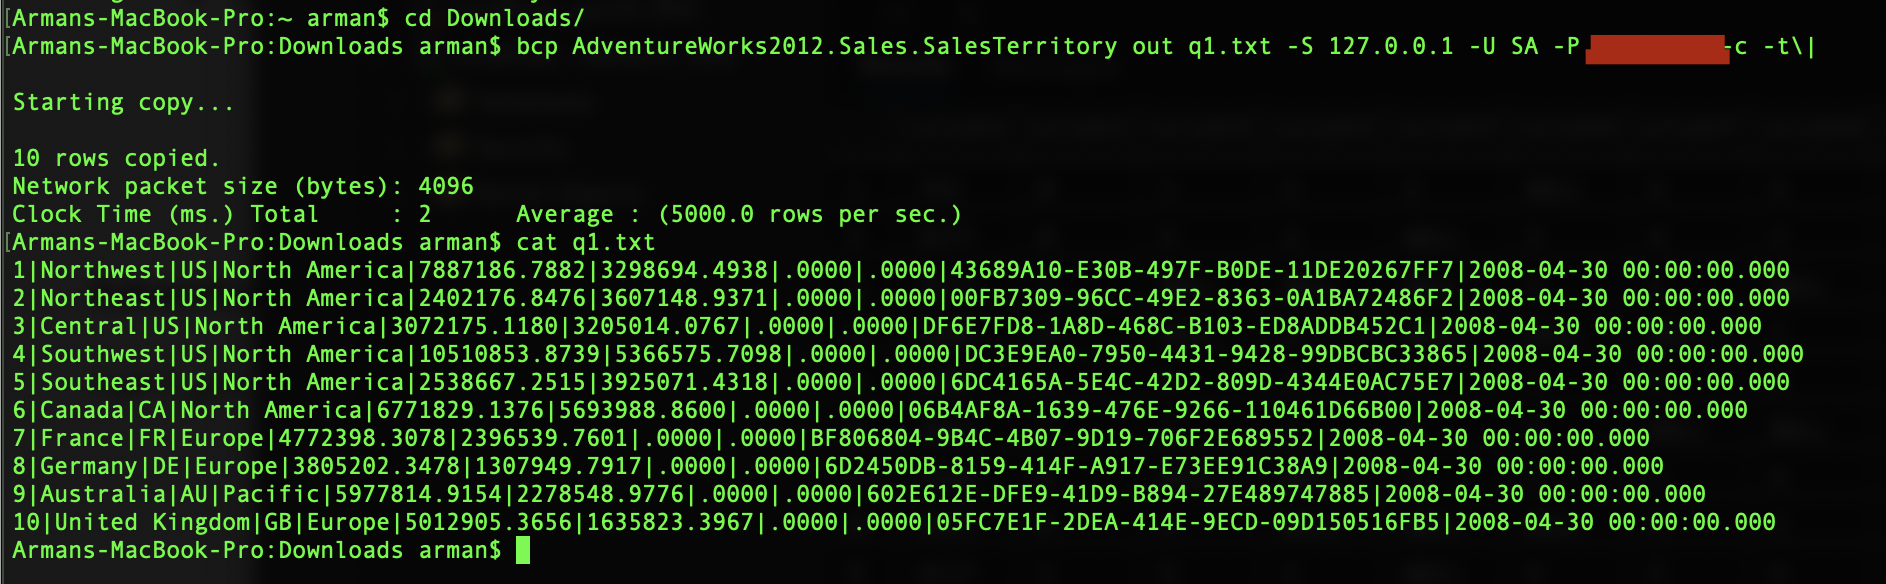 [Armans-MacBook-Pro:~ arman$ cd Downloads/
[Armans-MacBook-Pro:Downloads arman$ bcp AdventureWorks2012.Sales.SalesTerritory out q1.txt -S 127.0.0.1 -U SA -P -c -t\|
Starting copy...
10 rows copied.
Network packet size (bytes): 4096
Clock Time (ms.) Total     : 2      Average : (5000.0 rows per sec.)
[Armans-MacBook-Pro:Downloads arman$ cat q1.txt
1|Northwest|US|North America|7887186.7882|3298694.4938|.0000|.0000|43689A10-E30B-497F-B0DE-11DE20267FF7|2008-04-30 00:00:00.000
2|Northeast|US|North America|2402176.8476|3607148.9371|.0000|.0000|00FB7309-96CC-49E2-8363-0A1BA72486F2|2008-04-30 00:00:00.000
3|Central|US|North America|3072175.1180|3205014.0767|.0000|.0000|DF6E7FD8-1A8D-468C-B103-ED8ADDB452C1|2008-04-30 00:00:00.000
4|Southwest|US|North America|10510853.8739|5366575.7098|.0000|.0000|DC3E9EA0-7950-4431-9428-99DBCBC33865|2008-04-30 00:00:00.000
5|Southeast|US|North America|2538667.2515|3925071.4318|.0000|.0000|6DC4165A-5E4C-42D2-809D-4344E0AC75E7|2008-04-30 00:00:00.000
6|Canada|CA|North America|6771829.1376|5693988.8600|.0000|.0000|06B4AF8A-1639-476E-9266-110461D66B00|2008-04-30 00:00:00.000
7|France|FR|Europe|4772398.3078|2396539.7601|.0000|.0000|BF806804-9B4C-4B07-9D19-706F2E689552|2008-04-30 00:00:00.000
8|Germany|DE|Europe|3805202.3478|1307949.7917|.0000|.0000|6D2450DB-8159-414F-A917-E73EE91C38A9|2008-04-30 00:00:00.000
9|Australia|AU|Pacific|5977814.9154|2278548.9776|.0000|.0000|602E612E-DFE9-41D9-B894-27E489747885|2008-04-30 00:00:00.000
10|United Kingdom|GB|Europe|5012905.3656|1635823.3967|.0000|.0000|05FC7E1F-2DEA-414E-9ECD-09D150516FB5|2008-04-30 00:00:00.000
Armans-MacBook-Pro:Downloads arman$